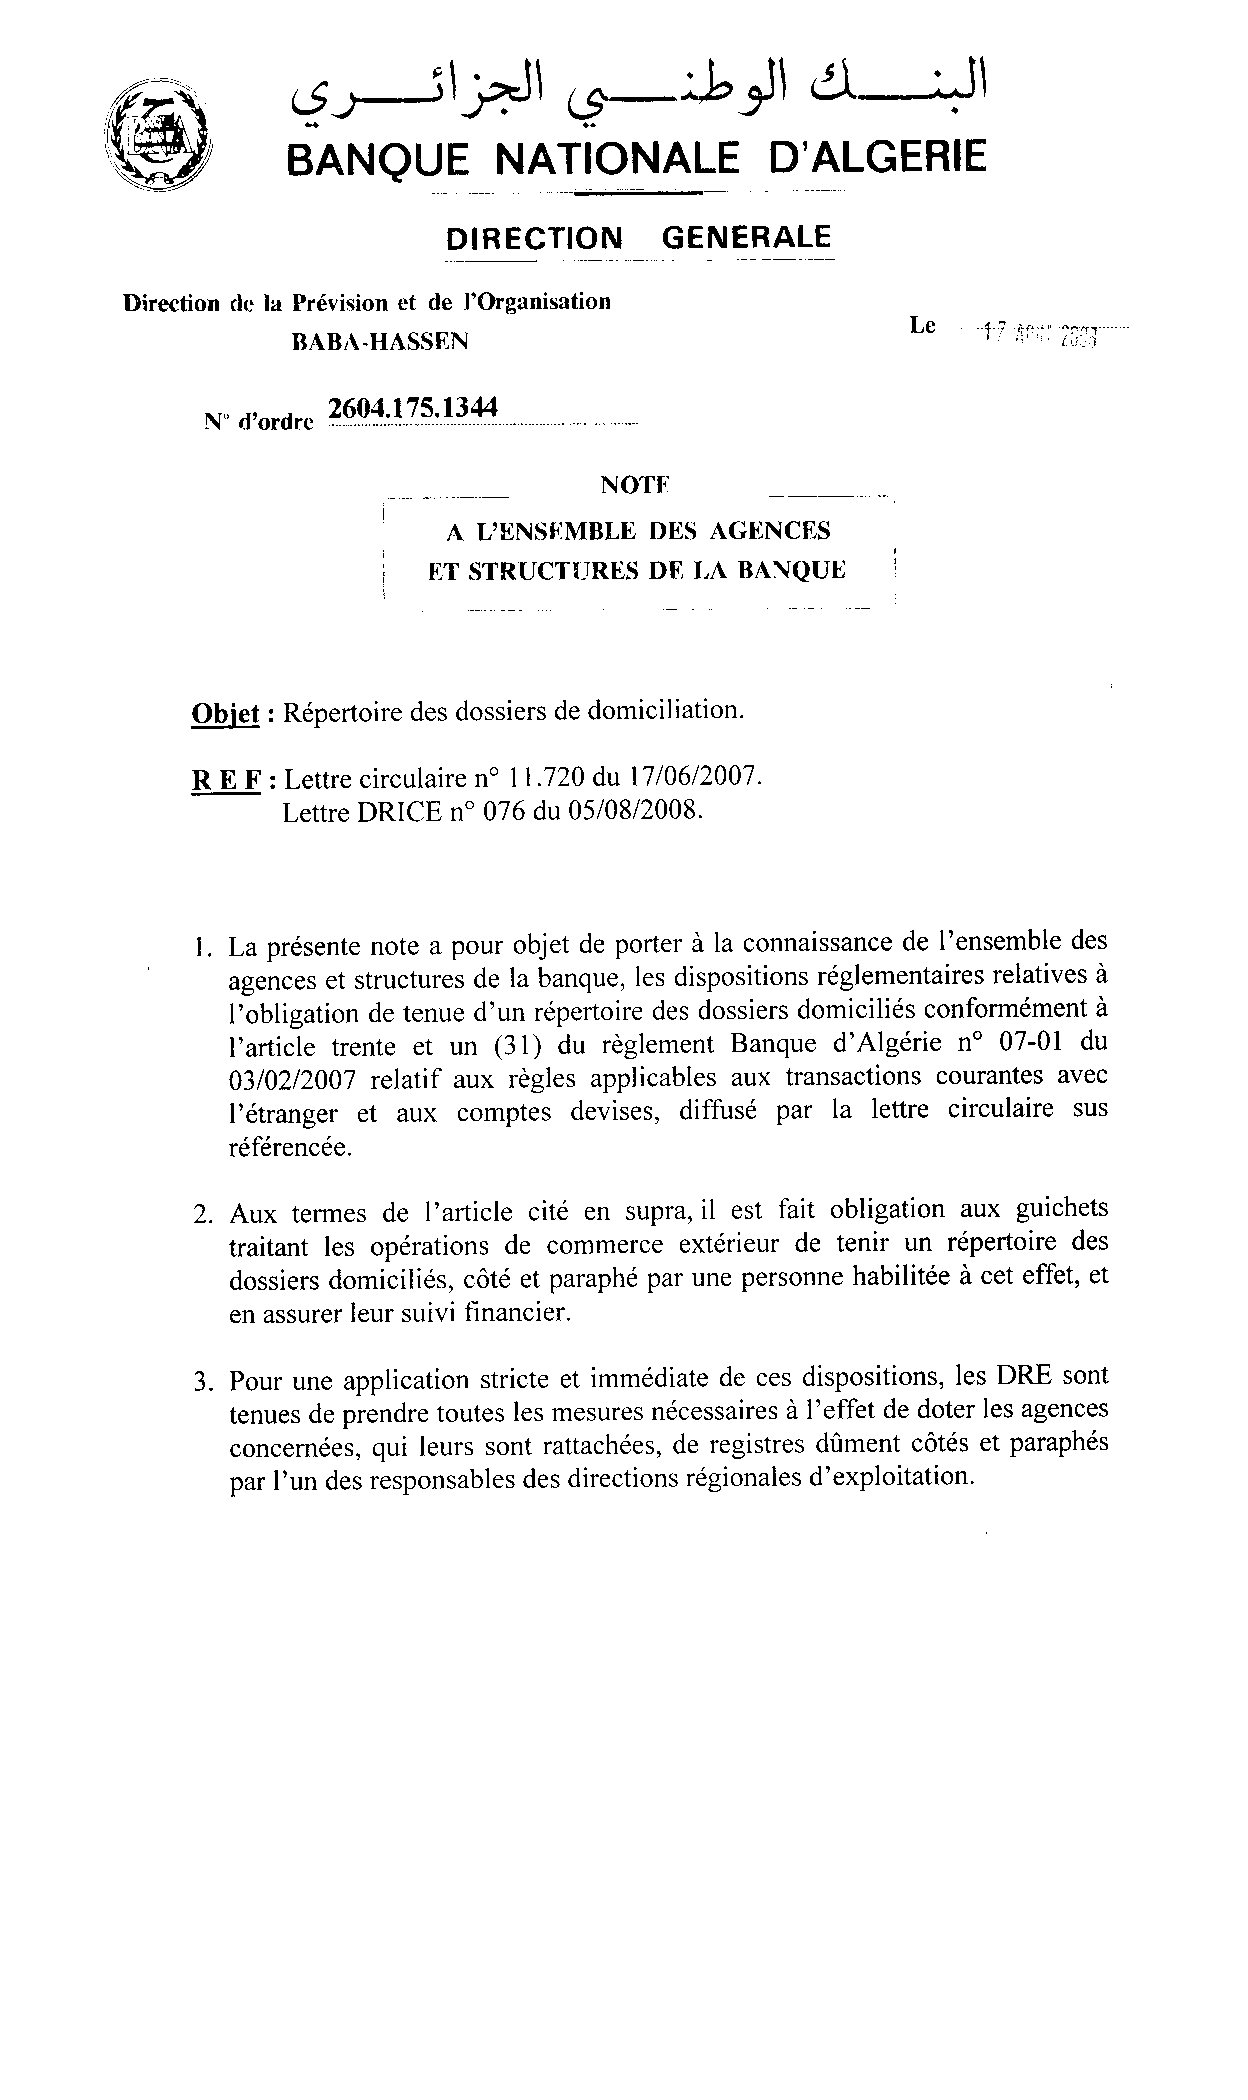 البنك الوطني الجزائري
BANQUE NATIONALE D'ALGERIE
DIRECTION GENERALE
Direction de la Prévision et de l'Organisation
BABA-HASSEN
Le 17
N° d'ordre 2604.175.1344
NOTE
A L'ENSEMBLE DES AGENCES
ET STRUCTURES DE LA BANQUE
Objet : Répertoire des dossiers de domiciliation.
R E F : Lettre circulaire n° 11.720 du 17/06/2007.
Lettre DRICE n° 076 du 05/08/2008.
1. La présente note a pour objet de porter à la connaissance de l'ensemble des
agences et structures de la banque, les dispositions réglementaires relatives à
l'obligation de tenue d'un répertoire des dossiers domiciliés conformément à
l'article trente et un (31) du règlement Banque d'Algérie n° 07-01 du
03/02/2007 relatif aux règles applicables aux transactions courantes avec
l'étranger et aux comptes devises, diffusé par la lettre circulaire sus
référencée.
2. Aux termes de l'article cité en supra, il est fait obligation aux guichets
traitant les opérations de commerce extérieur de tenir un répertoire des
dossiers domiciliés, côté et paraphé par une personne habilitée à cet effet, et
en assurer leur suivi financier.
3. Pour une application stricte et immédiate de ces dispositions, les DRE sont
tenues de prendre toutes les mesures nécessaires à l'effet de doter les agences
concernées, qui leurs sont rattachées, de registres dûment côtés et paraphés
par l'un des responsables des directions régionales d'exploitation.